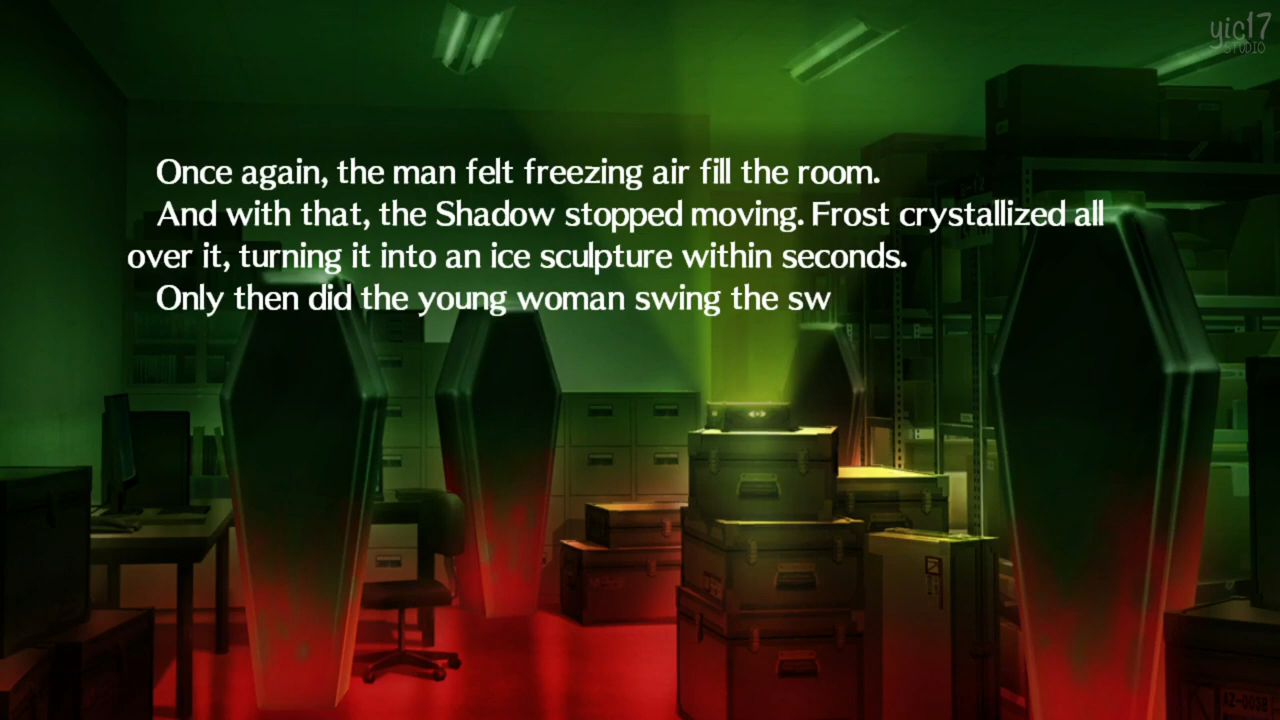 yic17
STUDIO
Once again, the man felt freezing air fill the room.
And with that, the Shadow stopped moving. Frost crystallized all
over it, turning it into an ice sculpture within seconds.
Only then did the young woman swing the sw